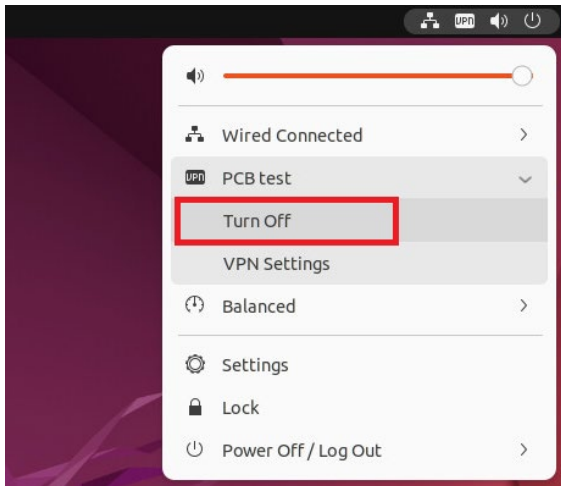 VPN
Wired Connected
VPN PCB test
Turn Off
VPN Settings
Balanced
Settings
Lock
Power Off / Log Out